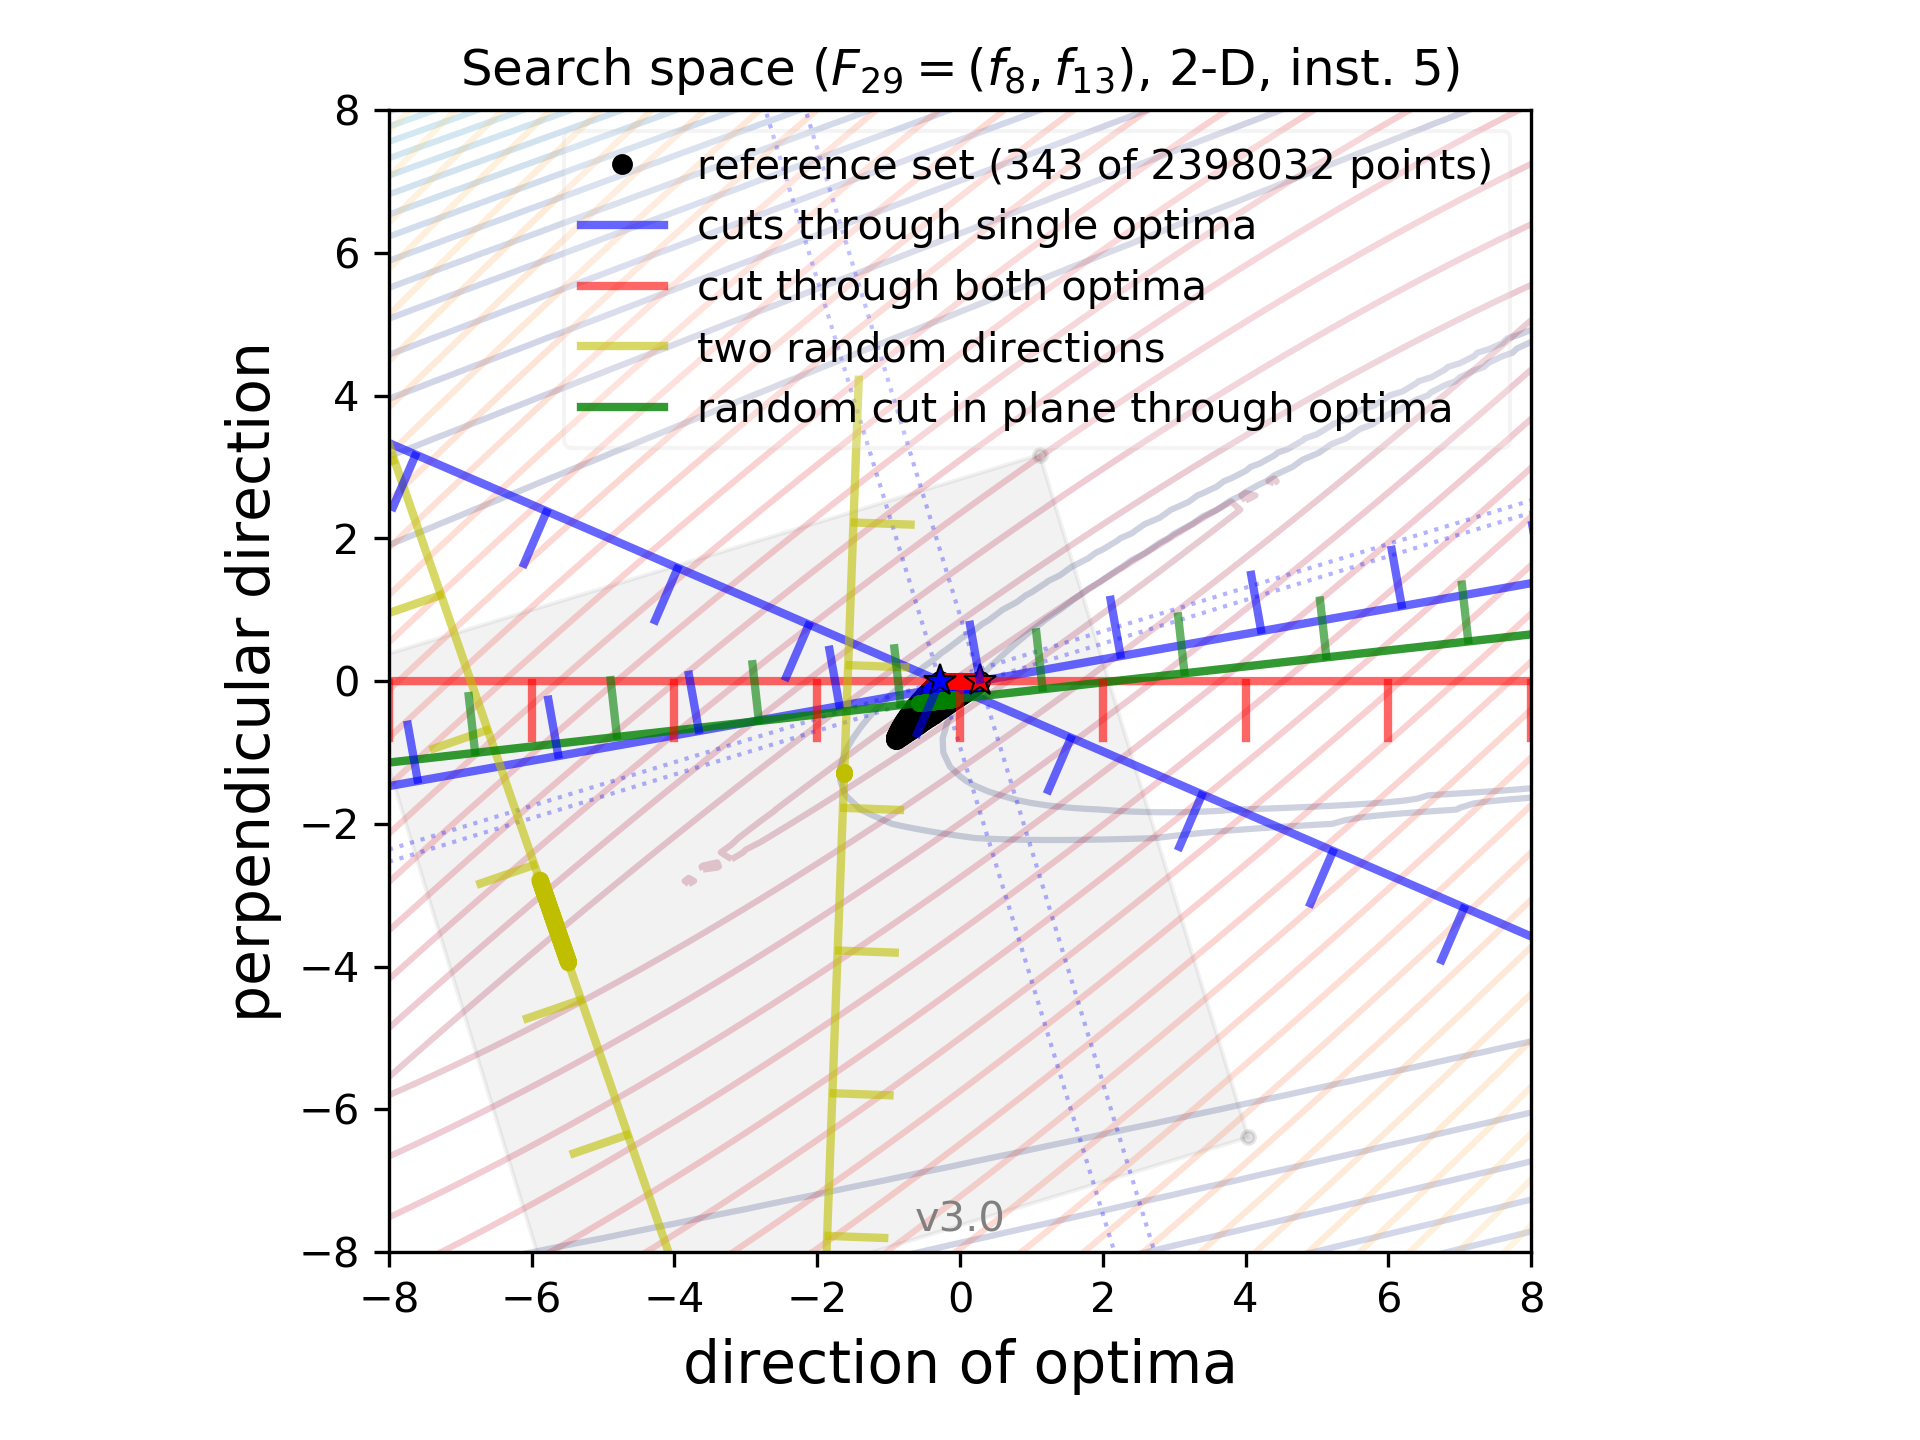 Search space (F₂₉ = (f₈, f₁₃), 2-D, inst. 5)
reference set (343 of 2398032 points)
cuts through single optima
cut through both optima
two random directions
random cut in plane through optima
perpendicular direction
8
6
4
2
0
−2
−4
−6
−8
v3.0
−8 −6 −4 −2 0 2 4 6 8
direction of optima